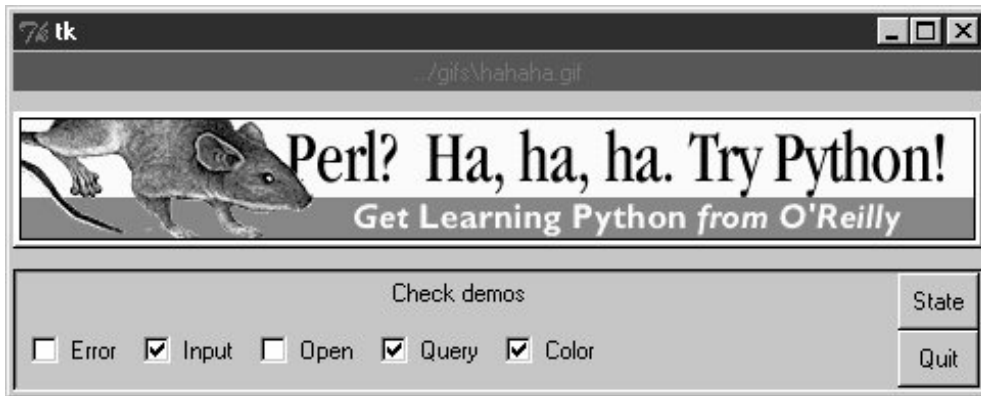 tk
../gifs\hahaha.gif
Perl? Ha, ha, ha. Try Python!
Get Learning Python from O'Reilly
Check demos
State
Error Input Open Query Color
Quit